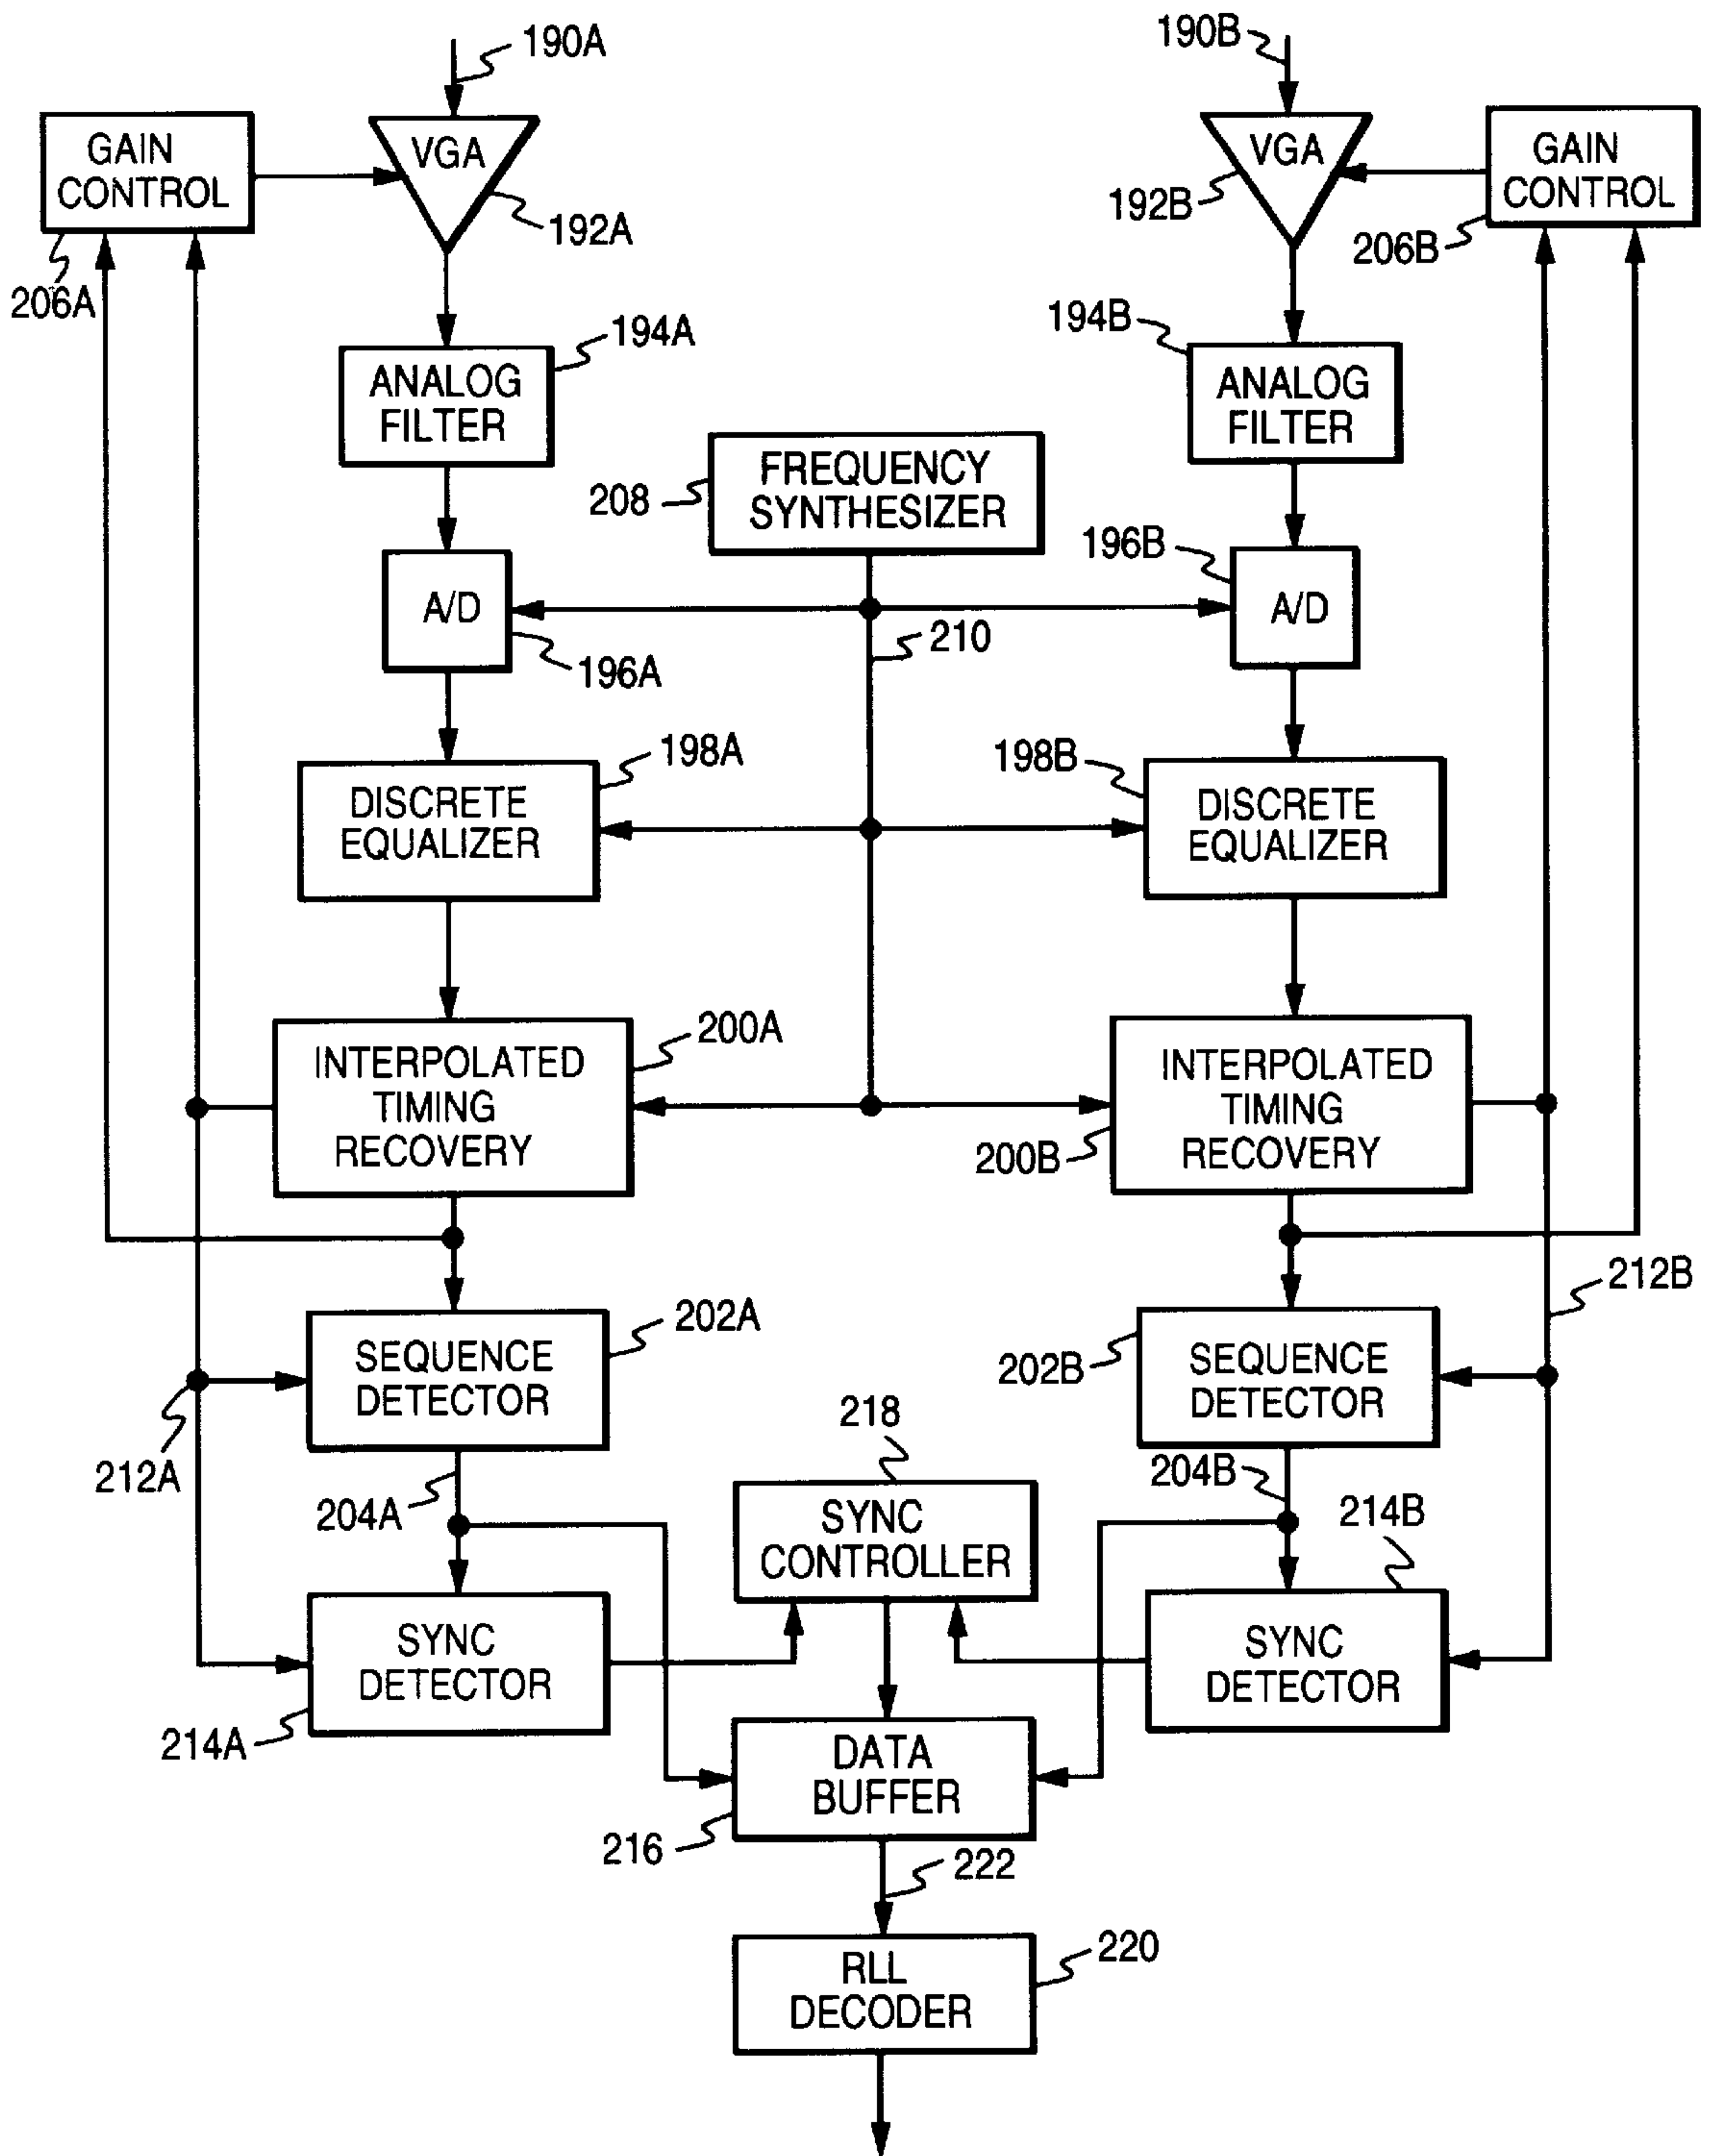 190A
190B
GAIN
CONTROL
VGA
VGA
GAIN
CONTROL
192A
192B
206A
206B
194A
194B
ANALOG
FILTER
ANALOG
FILTER
FREQUENCY
SYNTHESIZER
208
196B
A/D
A/D
210
196A
198A
198B
DISCRETE
EQUALIZER
DISCRETE
EQUALIZER
200A
INTERPOLATED
TIMING
RECOVERY
INTERPOLATED
TIMING
RECOVERY
200B
212B
202A
SEQUENCE
DETECTOR
202B
SEQUENCE
DETECTOR
218
212A
204A
204B
214B
SYNC
CONTROLLER
SYNC
DETECTOR
SYNC
DETECTOR
214A
DATA
BUFFER
216
222
RLL
DECODER
220